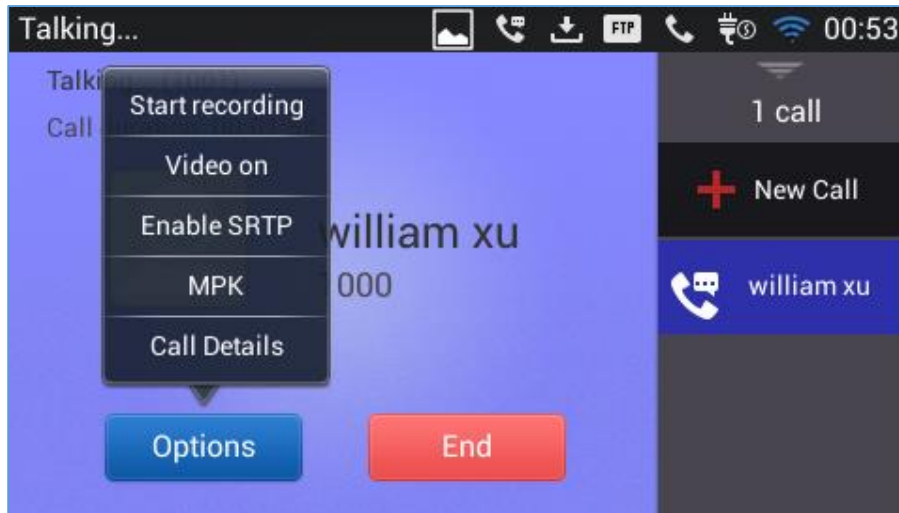 Talking...
FTP
00:53
Talki
Call
Start recording
Video on
Enable SRTP
MPK
Call Details
william xu
000
Options
End
1 call
New Call
william xu